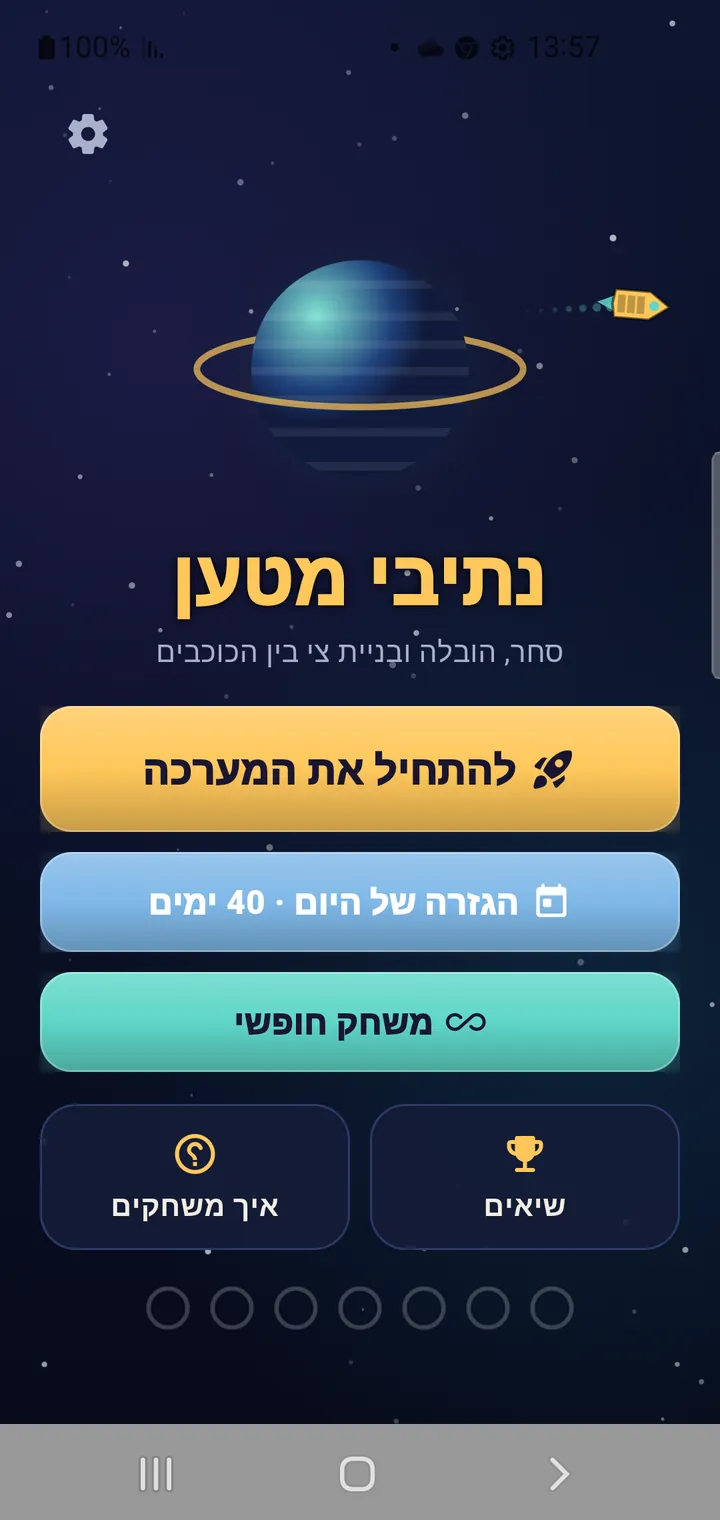 100% 13:57
נתיבי מטען
סחר, הובלה ובניית צי בין הכוכבים
להתחיל את המערכה
הגזרה של היום · 40 ימים
משחק חופשי
שיאים
איך משחקים